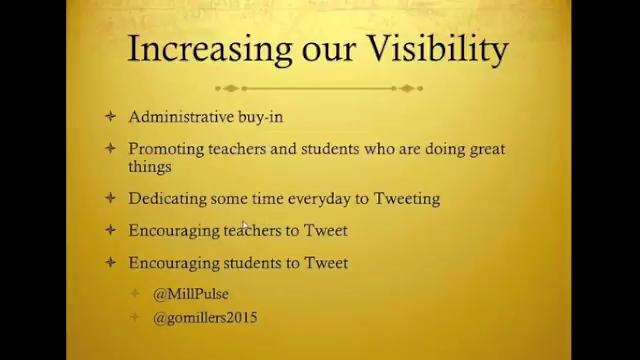 Increasing our Visibility
Administrative buy-in
Promoting teachers and students who are doing great
things
Dedicating some time everyday to Tweeting
Encouraging teachers to Tweet
Encouraging students to Tweet
@MillPulse
@gomillers2015